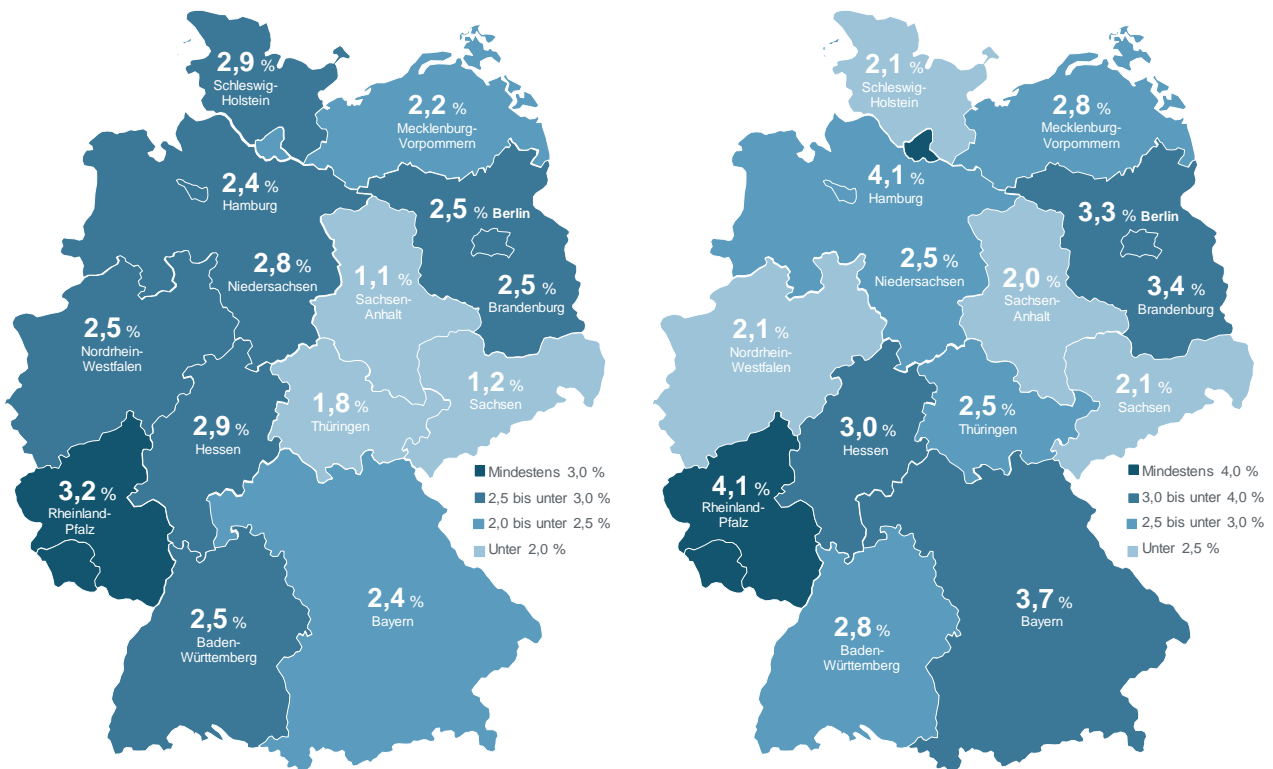 2,9 %
Schleswig-
Holstein
2,2 %
Mecklenburg-
Vorpommern
2,4 %
Hamburg
2,5 % Berlin
2,8 %
Niedersachsen
1,1 %
Sachsen-
Anhalt
2,5 %
Brandenburg
2,5 %
Nordrhein-
Westfalen
1,2 %
Sachsen
1,8 %
Thüringen
2,9 %
Hessen
3,2 %
Rheinland-
Pfalz
2,4 %
Bayern
2,5 %
Baden-
Württemberg
Mindestens 3,0 %
2,5 bis unter 3,0 %
2,0 bis unter 2,5 %
Unter 2,0 %
2,1 %
Schleswig-
Holstein
2,8 %
Mecklenburg-
Vorpommern
4,1 %
Hamburg
3,3 % Berlin
2,5 %
Niedersachsen
2,0 %
Sachsen-
Anhalt
3,4 %
Brandenburg
2,1 %
Nordrhein-
Westfalen
2,1 %
Sachsen
2,5 %
Thüringen
3,0 %
Hessen
4,1 %
Rheinland-
Pfalz
3,7 %
Bayern
2,8 %
Baden-
Württemberg
Mindestens 4,0 %
3,0 bis unter 4,0 %
2,5 bis unter 3,0 %
Unter 2,5 %